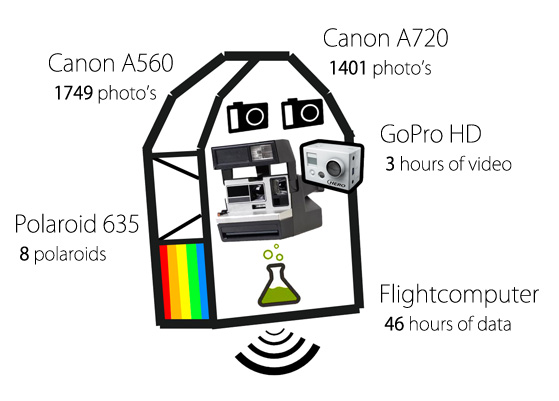 Canon A560
1749 photo's
Canon A720
1401 photo's
GoPro HD
3 hours of video
HERO
Polaroid 635
8 polaroids
Flightcomputer
46 hours of data